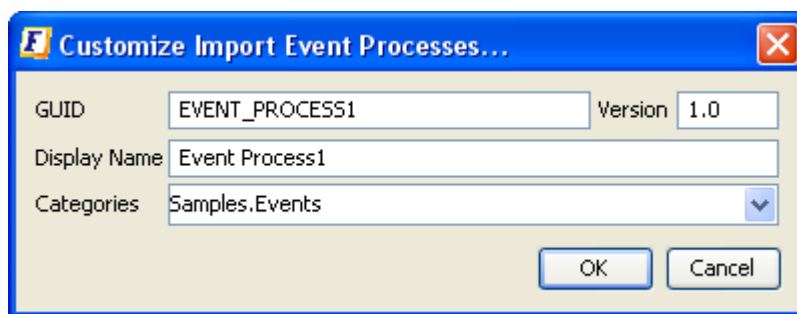 F Customize Import Event Processes...
GUID EVENT_PROCESS1 Version 1.0
Display Name Event Process1
Categories Samples.Events
OK Cancel